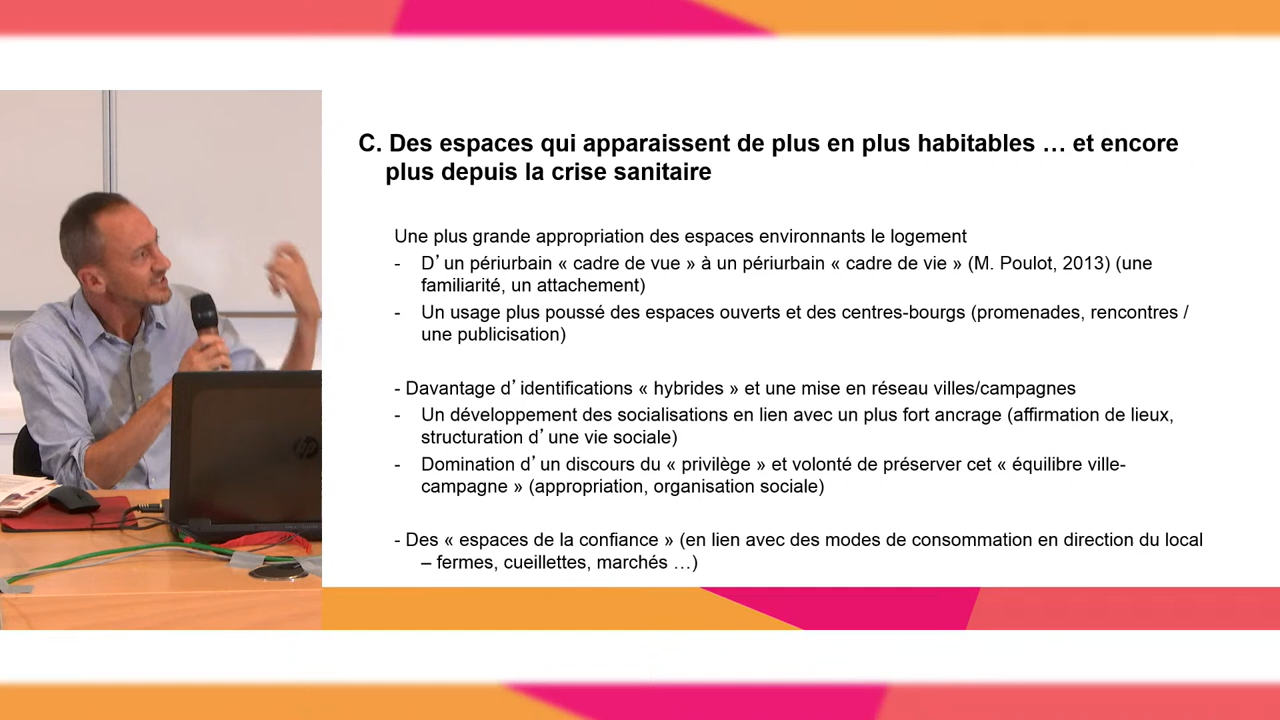 C. Des espaces qui apparaissent de plus en plus habitables … et encore
plus depuis la crise sanitaire
Une plus grande appropriation des espaces environnants le logement
- D’un périurbain « cadre de vue » à un périurbain « cadre de vie » (M. Poulot, 2013) (une
familiarité, un attachement)
- Un usage plus poussé des espaces ouverts et des centres-bourgs (promenades, rencontres /
une publicisation)
- Davantage d’identifications « hybrides » et une mise en réseau villes/campagnes
- Un développement des socialisations en lien avec un plus fort ancrage (affirmation de lieux,
structuration d’une vie sociale)
- Domination d’un discours du « privilège » et volonté de préserver cet « équilibre ville-
campagne » (appropriation, organisation sociale)
- Des « espaces de la confiance » (en lien avec des modes de consommation en direction du local
– fermes, cueillettes, marchés …)
hp